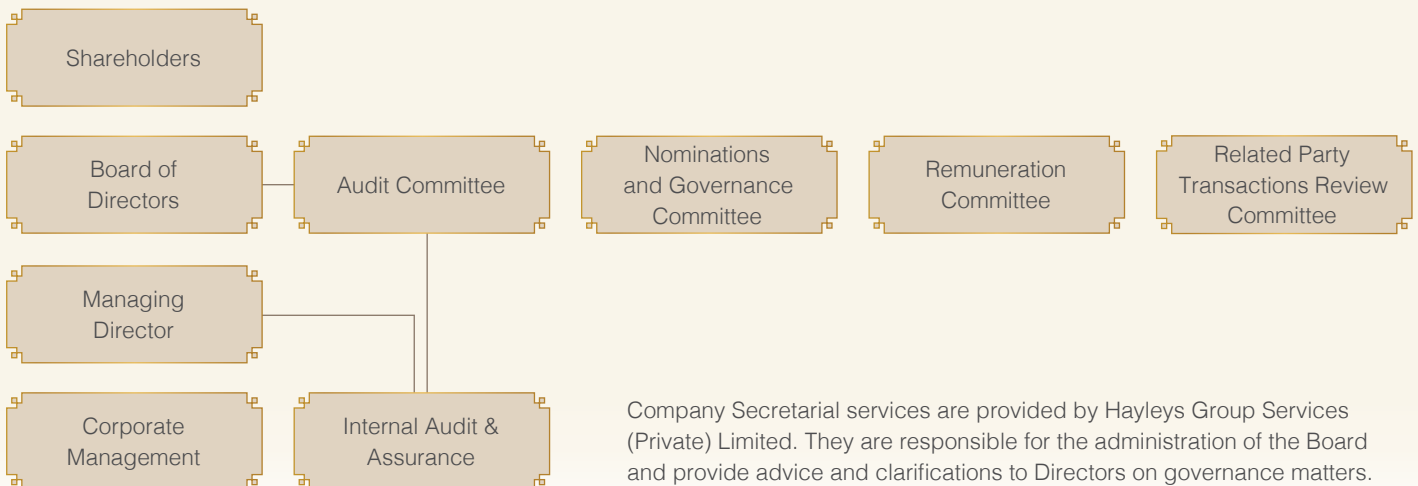 Shareholders
Board of
Directors
Audit Committee
Nominations
and Governance
Committee
Remuneration
Committee
Related Party
Transactions Review
Committee
Managing
Director
Corporate
Management
Internal Audit &
Assurance
Company Secretarial services are provided by Hayleys Group Services
(Private) Limited. They are responsible for the administration of the Board
and provide advice and clarifications to Directors on governance matters.